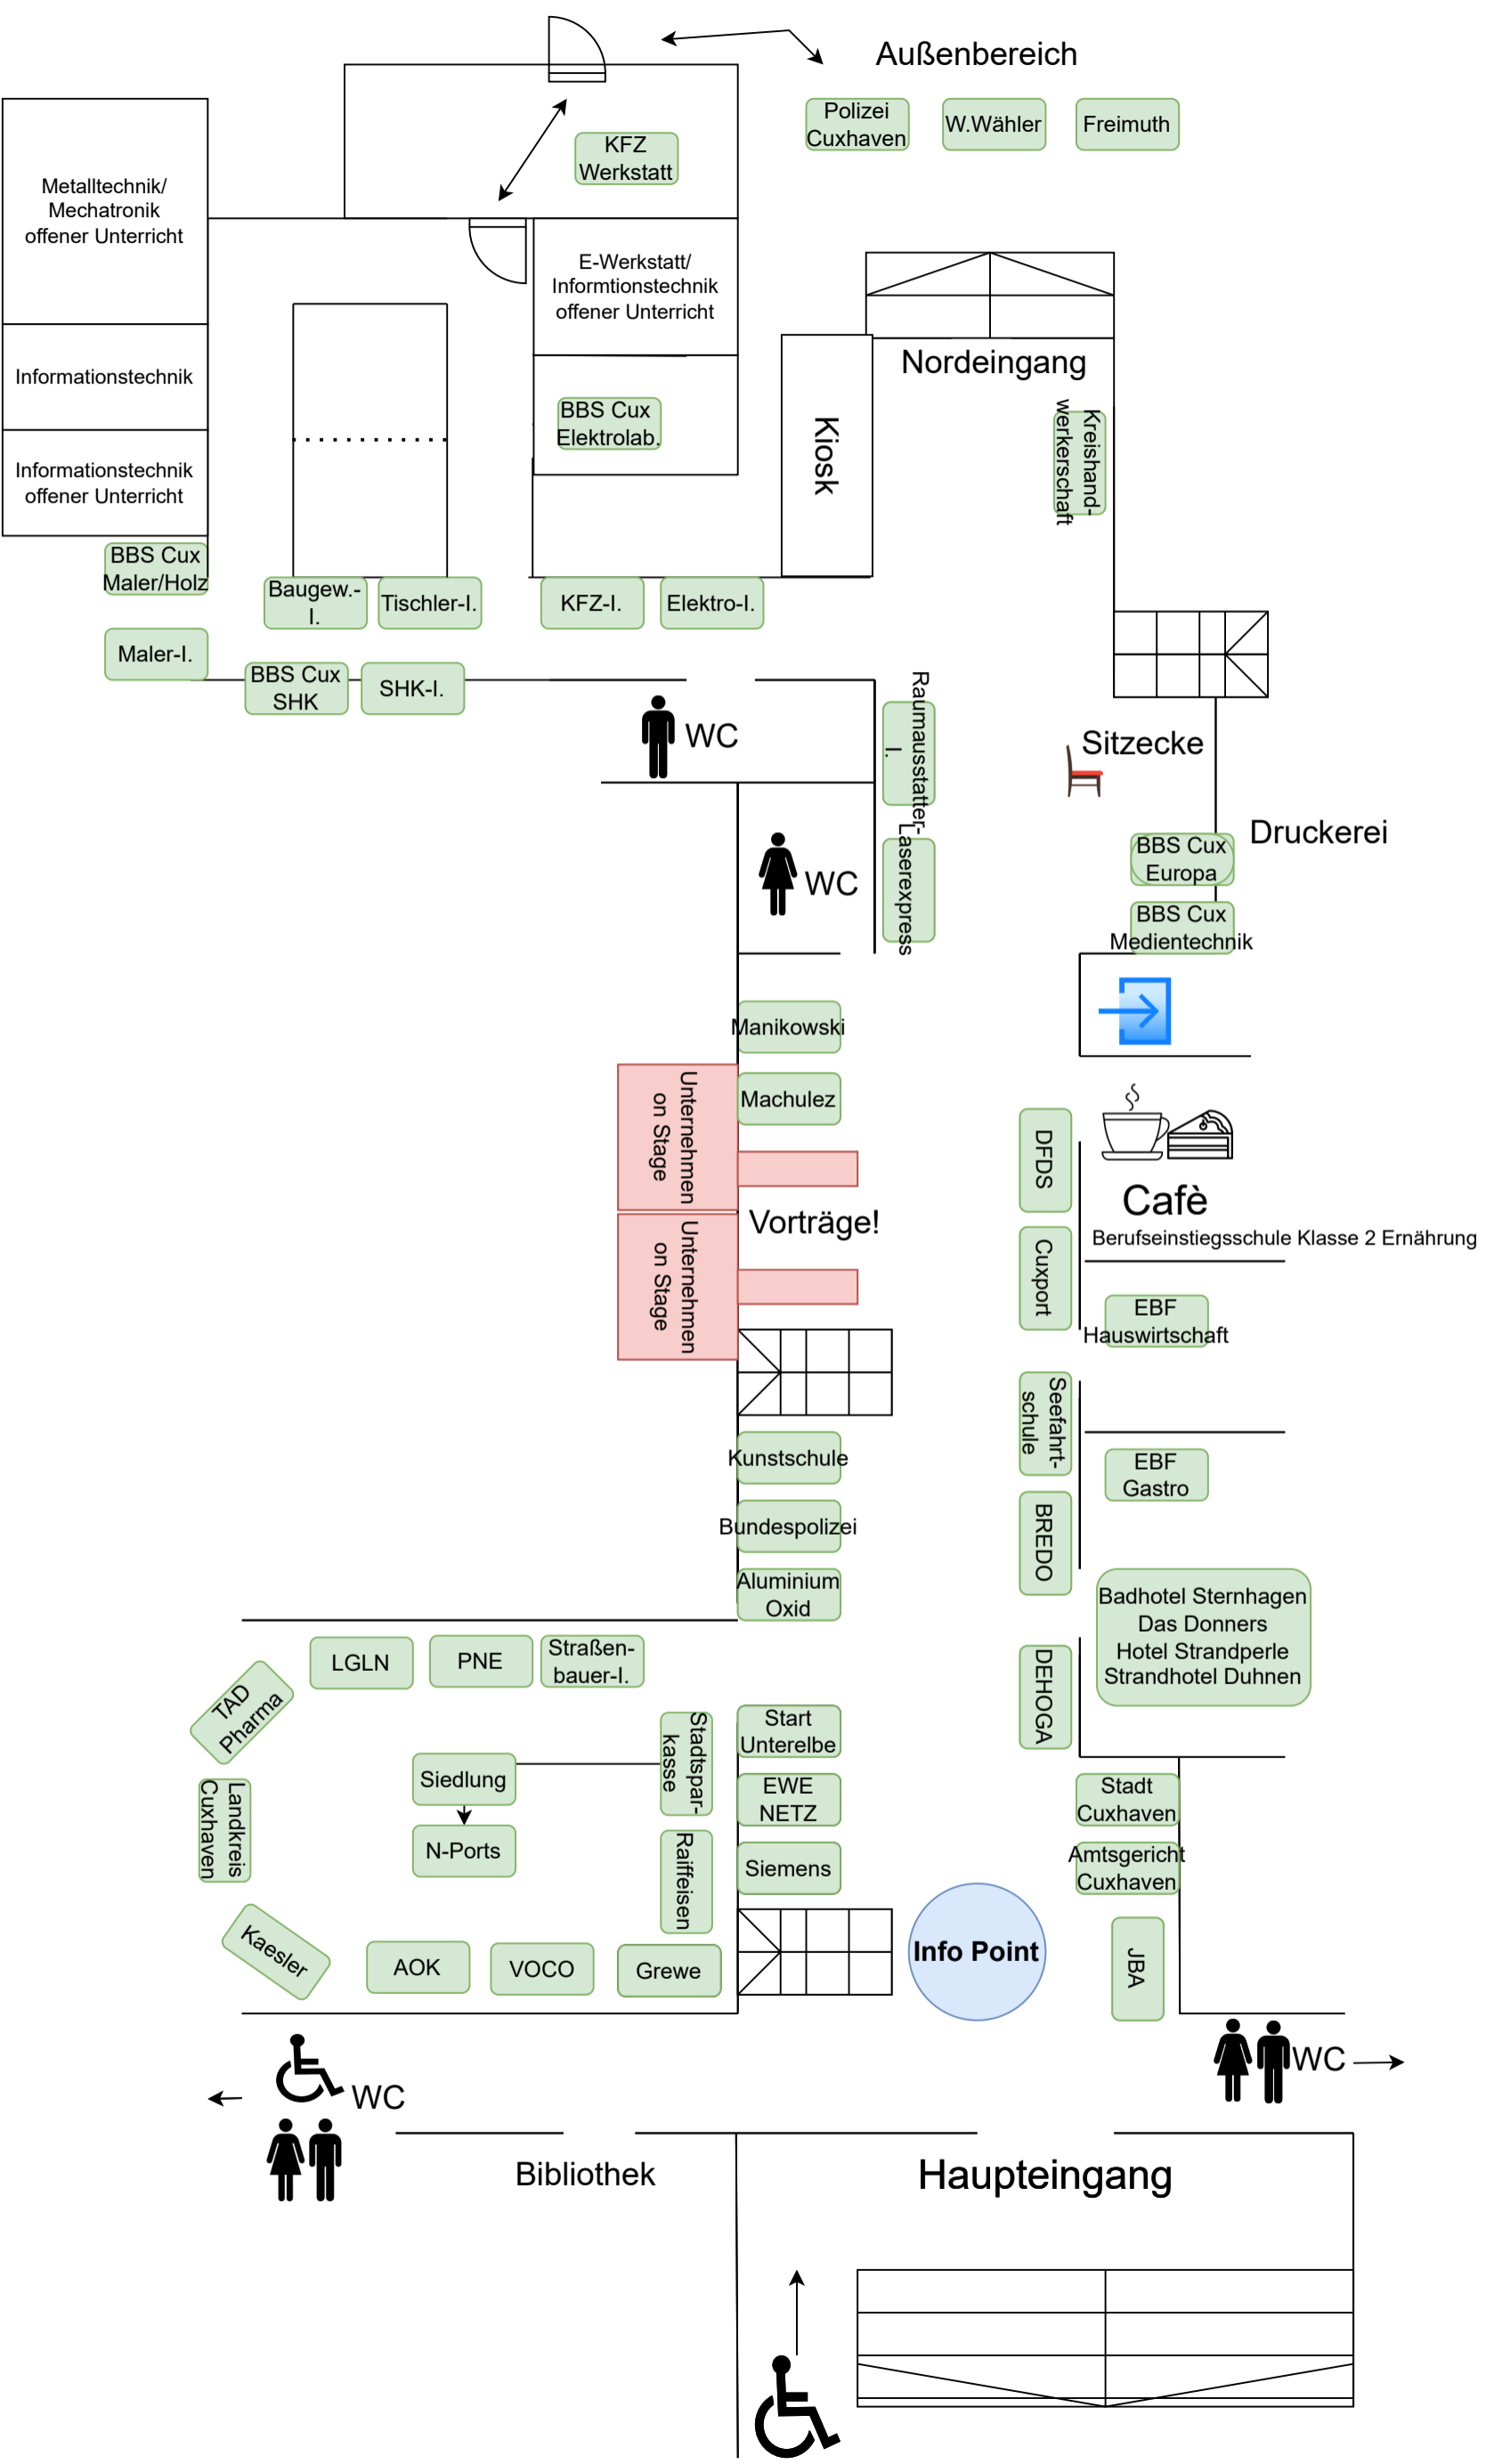 Außenbereich
Polizei
Cuxhaven
W.Wähler
Freimuth
KFZ
Werkstatt
Metalltechnik/
Mechatronik
offener Unterricht
E-Werkstatt/
Informtionstechnik
offener Unterricht
Nordeingang
Informationstechnik
BBS Cux
Elektrolab.
Kiosk
Kreishand-
werkerschaft
Informationstechnik
offener Unterricht
BBS Cux
Maler/Holz
Baugew.-
I.
Tischler-I.
KFZ-I.
Elektro-I.
Maler-I.
BBS Cux
SHK
SHK-I.
WC
Raumausstatter-
I.
Sitzecke
Druckerei
BBS Cux
Europa
WC
Laserexpress
BBS Cux
Medientechnik
Manikowski
Machulez
Unternehmen
on Stage
DFDS
Cafè
Berufseinstiegsschule Klasse 2 Ernährung
Vorträge!
Unternehmen
on Stage
Cuxport
EBF
Hauswirtschaft
Seefahrt-
schule
Kunstschule
EBF
Gastro
Bundespolizei
BREDO
Aluminium
Oxid
Badhotel Sternhagen
Das Donners
Hotel Strandperle
Strandhotel Duhnen
LGLN
PNE
Straßen-
bauer-I.
TAD
Pharma
DEHOGA
Start
Unterelbe
Stadtspar-
kasse
Siedlung
EWE
NETZ
Stadt
Cuxhaven
Landkreis
Cuxhaven
N-Ports
Raiffeisen
Siemens
Amtsgericht
Cuxhaven
Kaesler
AOK
VOCO
Grewe
Info Point
JBA
WC
WC
Bibliothek
Haupteingang